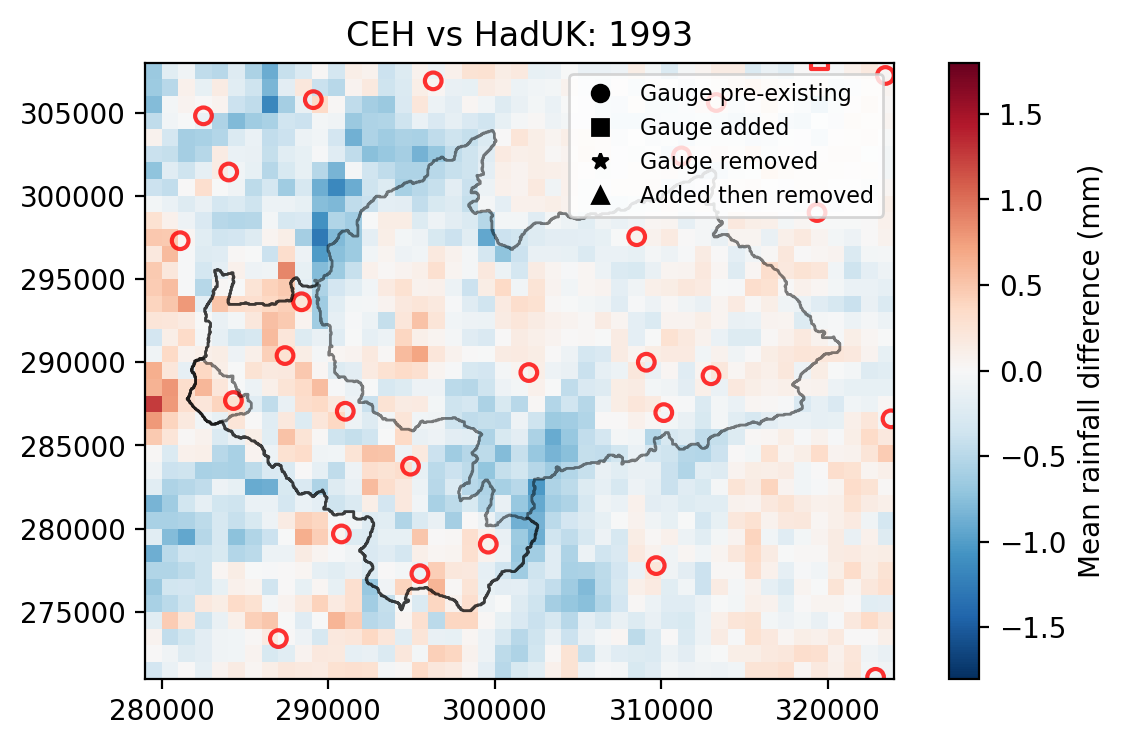 CEH vs HadUK: 1993
Gauge pre-existing
Gauge added
Gauge removed
Added then removed
305000
300000
295000
290000
285000
280000
275000
280000 290000 300000 310000 320000
1.5
1.0
0.5
0.0
−0.5
−1.0
−1.5
Mean rainfall difference (mm)